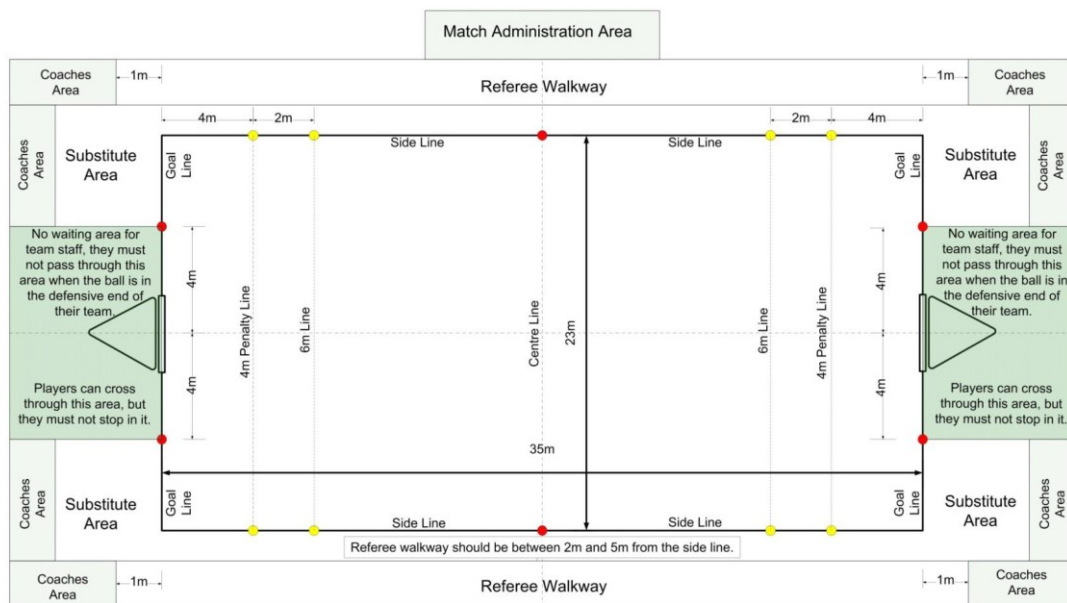 Match Administration Area
Coaches
Area
1m
Referee Walkway
1m
Coaches
Area
4m
2m
2m
4m
Side Line
Side Line
Coaches
Area
Substitute
Area
Goal
Line
Goal
Line
Substitute
Area
Coaches
Area
No waiting area for
team staff, they must
not pass through this
area when the ball is in
the defensive end of
their team.
4m
4m
No waiting area for
team staff, they must
not pass through this
area when the ball is in
the defensive end of
their team.
4m Penalty Line
6m Line
Centre Line
23m
6m Line
4m Penalty Line
Players can cross
through this area, but
they must not stop in it.
4m
4m
Players can cross
through this area, but
they must not stop in it.
35m
Coaches
Area
Substitute
Area
Goal
Line
Goal
Line
Substitute
Area
Coaches
Area
Side Line
Side Line
Referee walkway should be between 2m and 5m from the side line.
Coaches
Area
1m
Referee Walkway
1m
Coaches
Area